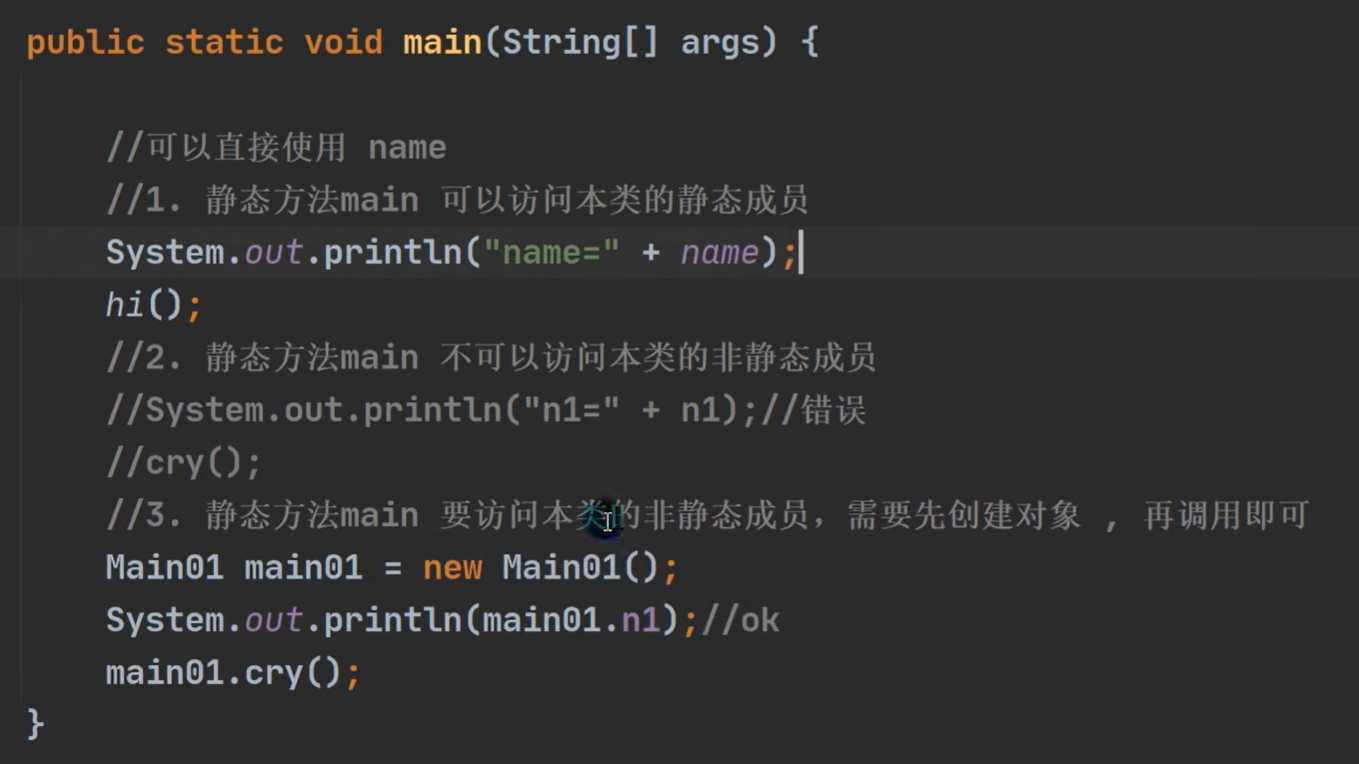 public static void main(String[] args) {
//可以直接使用 name
//1. 静态方法main 可以访问本类的静态成员
System.out.println("name=" + name);
hi();
//2. 静态方法main 不可以访问本类的非静态成员
//System.out.println("n1=" + n1);//错误
//cry();
//3. 静态方法main 要访问本类的非静态成员，需要先创建对象 , 再调用即可
Main01 main01 = new Main01();
System.out.println(main01.n1);//ok
main01.cry();
}